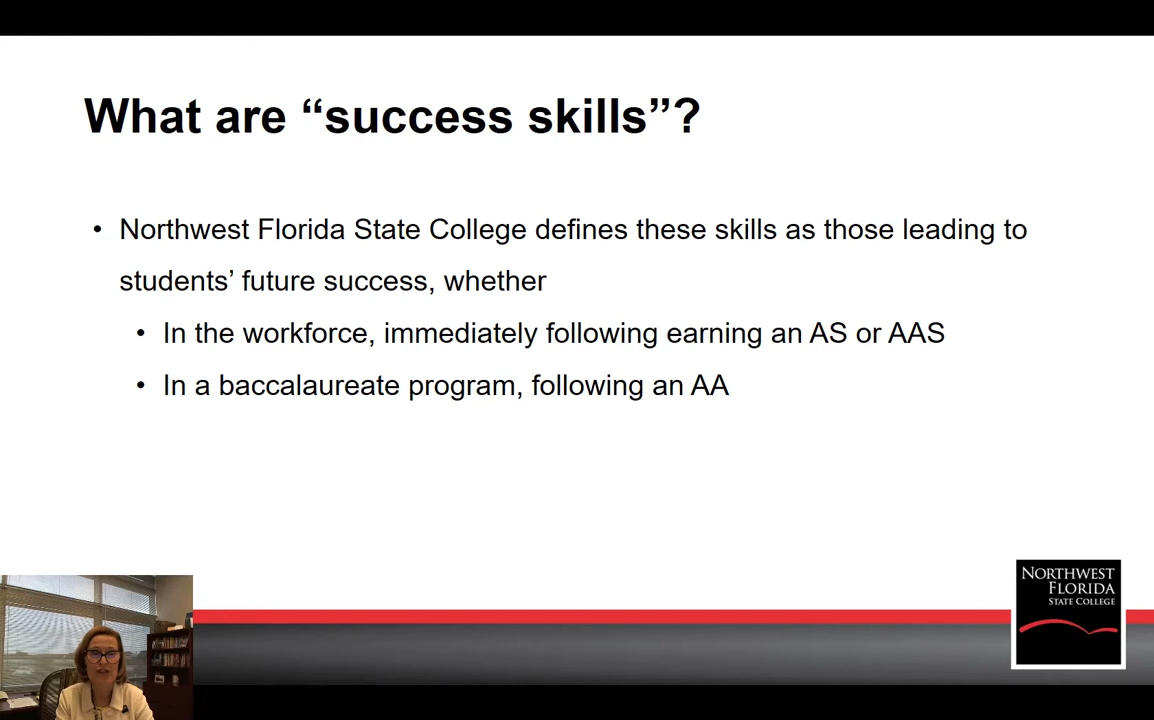 What are “success skills”?
• Northwest Florida State College defines these skills as those leading to
students’ future success, whether
• In the workforce, immediately following earning an AS or AAS
• In a baccalaureate program, following an AA
NORTHWEST
FLORIDA
STATE COLLEGE